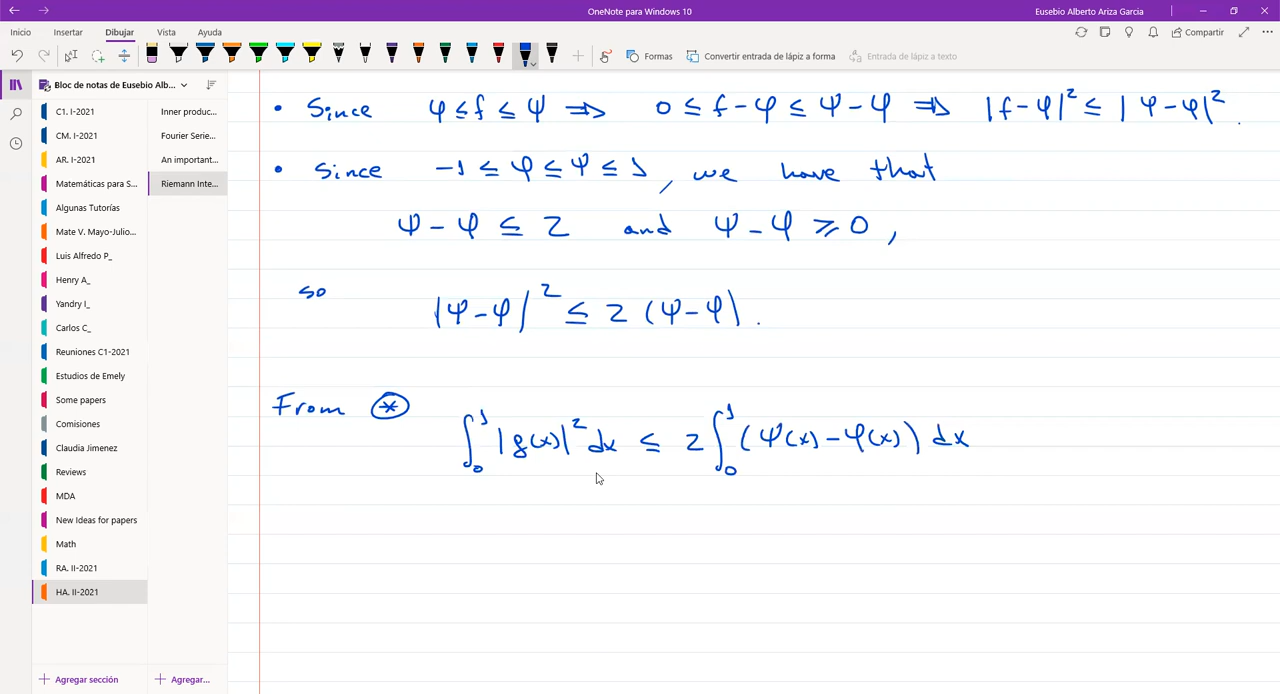 OneNote para Windows 10
Eusebio Alberto Ariza Garcia
Inicio Insertar Dibujar Vista Ayuda
Compartir
Formas Convertir entrada de lápiz a forma Entrada de lápiz a texto
Bloc de notas de Eusebio Alb...
C1. I-2021
CM. I-2021
AR. I-2021
Matemáticas para S...
Algunas Tutorías
Mate V. Mayo-Julio...
Luis Alfredo P_
Henry A_
Yandry I_
Carlos C_
Reuniones C1-2021
Estudios de Emely
Some papers
Comisiones
Claudia Jimenez
Reviews
MDA
New Ideas for papers
Math
RA. II-2021
HA. II-2021
Agregar sección
Inner produc...
Fourier Serie...
An important...
Riemann Inte...
Agregar...
• Since φ ≤ f ≤ ψ ⟹ 0 ≤ f - φ ≤ ψ - φ ⟹ |f - φ|² ≤ |ψ - φ|².
• Since -1 ≤ φ ≤ ψ ≤ 1, we have that
ψ - φ ≤ 2 and ψ - φ ≥ 0,
so |ψ - φ|² ≤ 2 (ψ - φ).
From ⊛ ∫₀¹ |g(x)|² dx ≤ 2 ∫₀¹ (ψ(x) - φ(x)) dx